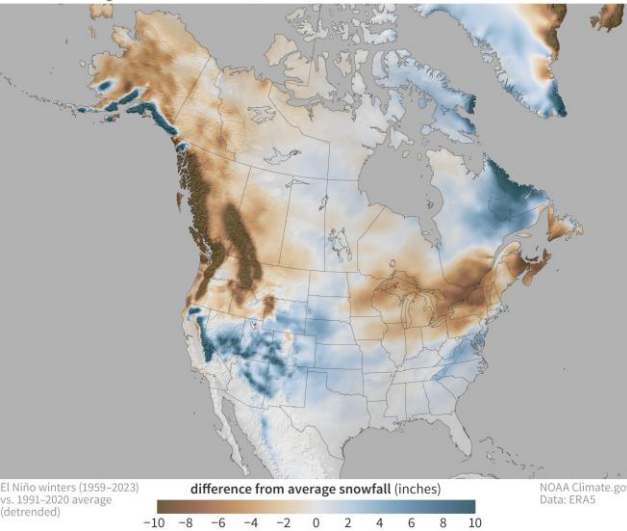 El Niño winters (1959–2023)
vs. 1991–2020 average
(detrended)
difference from average snowfall (inches)
−10 −8 −6 −4 −2 0 2 4 6 8 10
NOAA Climate.gov
Data: ERA5